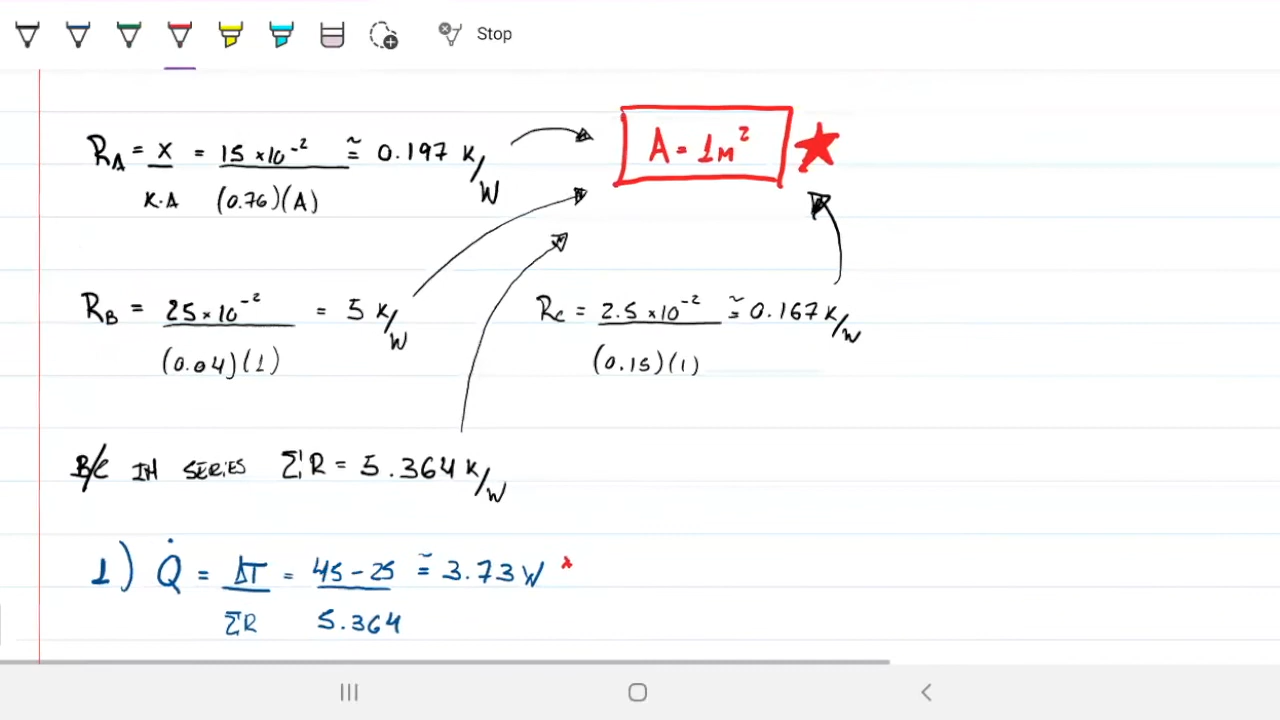 Stop
R_A = X / K·A = 15×10⁻² / (0.76)(A) ≅ 0.197 K/W
A = 1m² ★
R_B = 25×10⁻² / (0.04)(1) = 5 K/W
R_C = 2.5×10⁻² / (0.15)(1) ≅ 0.167 K/W
B/C IN SERIES ΣR = 5.364 K/W
1) Q̇ = ΔT / ΣR = 45-25 / 5.364 ≅ 3.73 W *